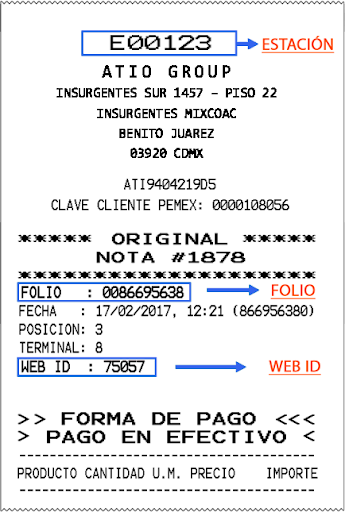 E00123 ESTACIÓN
ATIO GROUP
INSURGENTES SUR 1457 - PISO 22
INSURGENTES MIXCOAC
BENITO JUAREZ
03920 CDMX
ATI9404219D5
CLAVE CLIENTE PEMEX: 0000108056
***** ORIGINAL *****
NOTA #1878
*********************
FOLIO : 0086695638 FOLIO
FECHA : 17/02/2017, 12:21 (866956380)
POSICION: 3
TERMINAL: 8
WEB ID : 75057 WEB ID
>> FORMA DE PAGO <<<
> PAGO EN EFECTIVO <
------------------------------------
PRODUCTO CANTIDAD U.M. PRECIO IMPORTE
------------------------------------